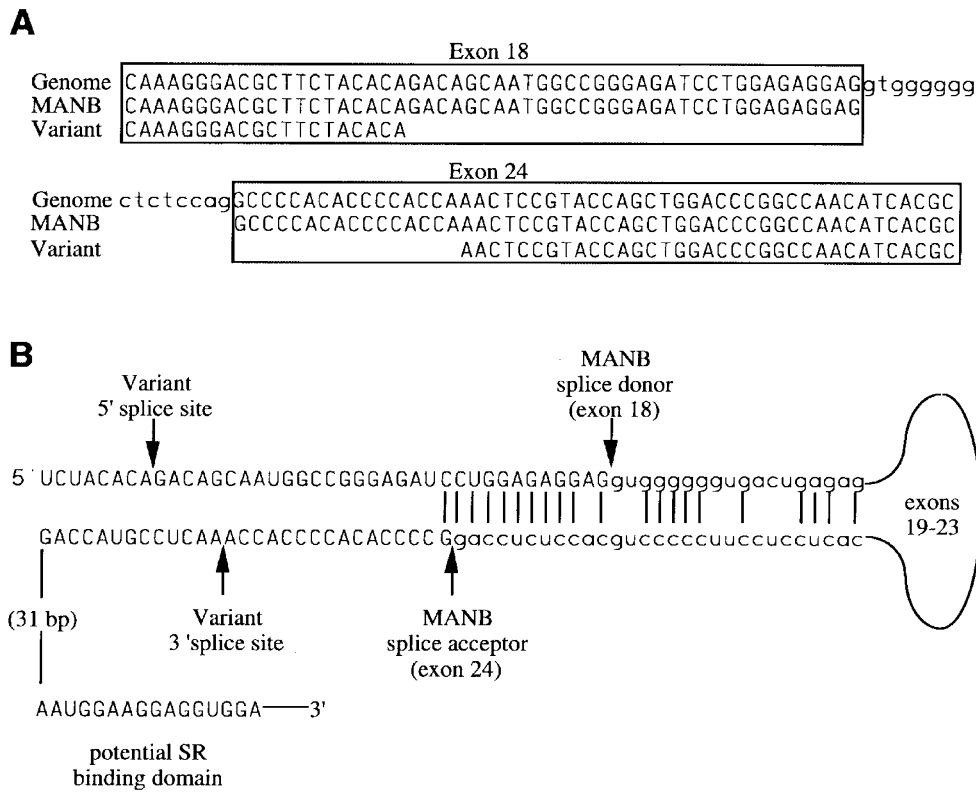 A
Exon 18
Genome CAAAGGGACGCTTCTACACAGACAGCAATGGCCGGGAGATCCTGGAGAGGAGgtgggggg
MANB CAAAGGGACGCTTCTACACAGACAGCAATGGCCGGGAGATCCTGGAGAGGAG
Variant CAAAGGGACGCTTCTACACA
Exon 24
Genome ctctccagGCCCCACACCCCACCAAACTCCGTACCAGCTGGACCCGGCCAACATCACGC
MANB GCCCCACACCCCACCAAACTCCGTACCAGCTGGACCCGGCCAACATCACGC
Variant AACTCCGTACCAGCTGGACCCGGCCAACATCACGC
B
Variant
5' splice site
MANB
splice donor
(exon 18)
5' UCUACACAGACAGCAAUGGCCGGGAGAUCCUGGAGAGGAGgugggggggugacugagag
exons
19-23
GACCAUGCCUCAAACCACCCCACACCCCGgaccucuccacgucccccuuccuccucac
(31 bp)
Variant
3 'splice site
MANB
splice acceptor
(exon 24)
AAUGGAAGGAGGUGGA 3'
potential SR
binding domain